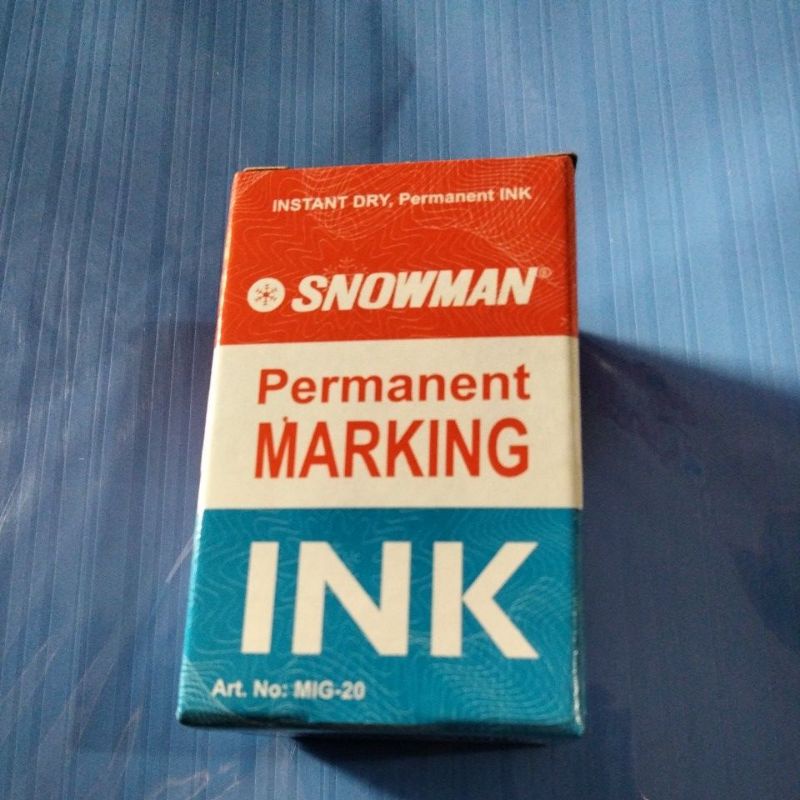 INSTANT DRY, Permanent INK
SNOWMAN®
Permanent
MARKING
INK
Art. No: MIG-20